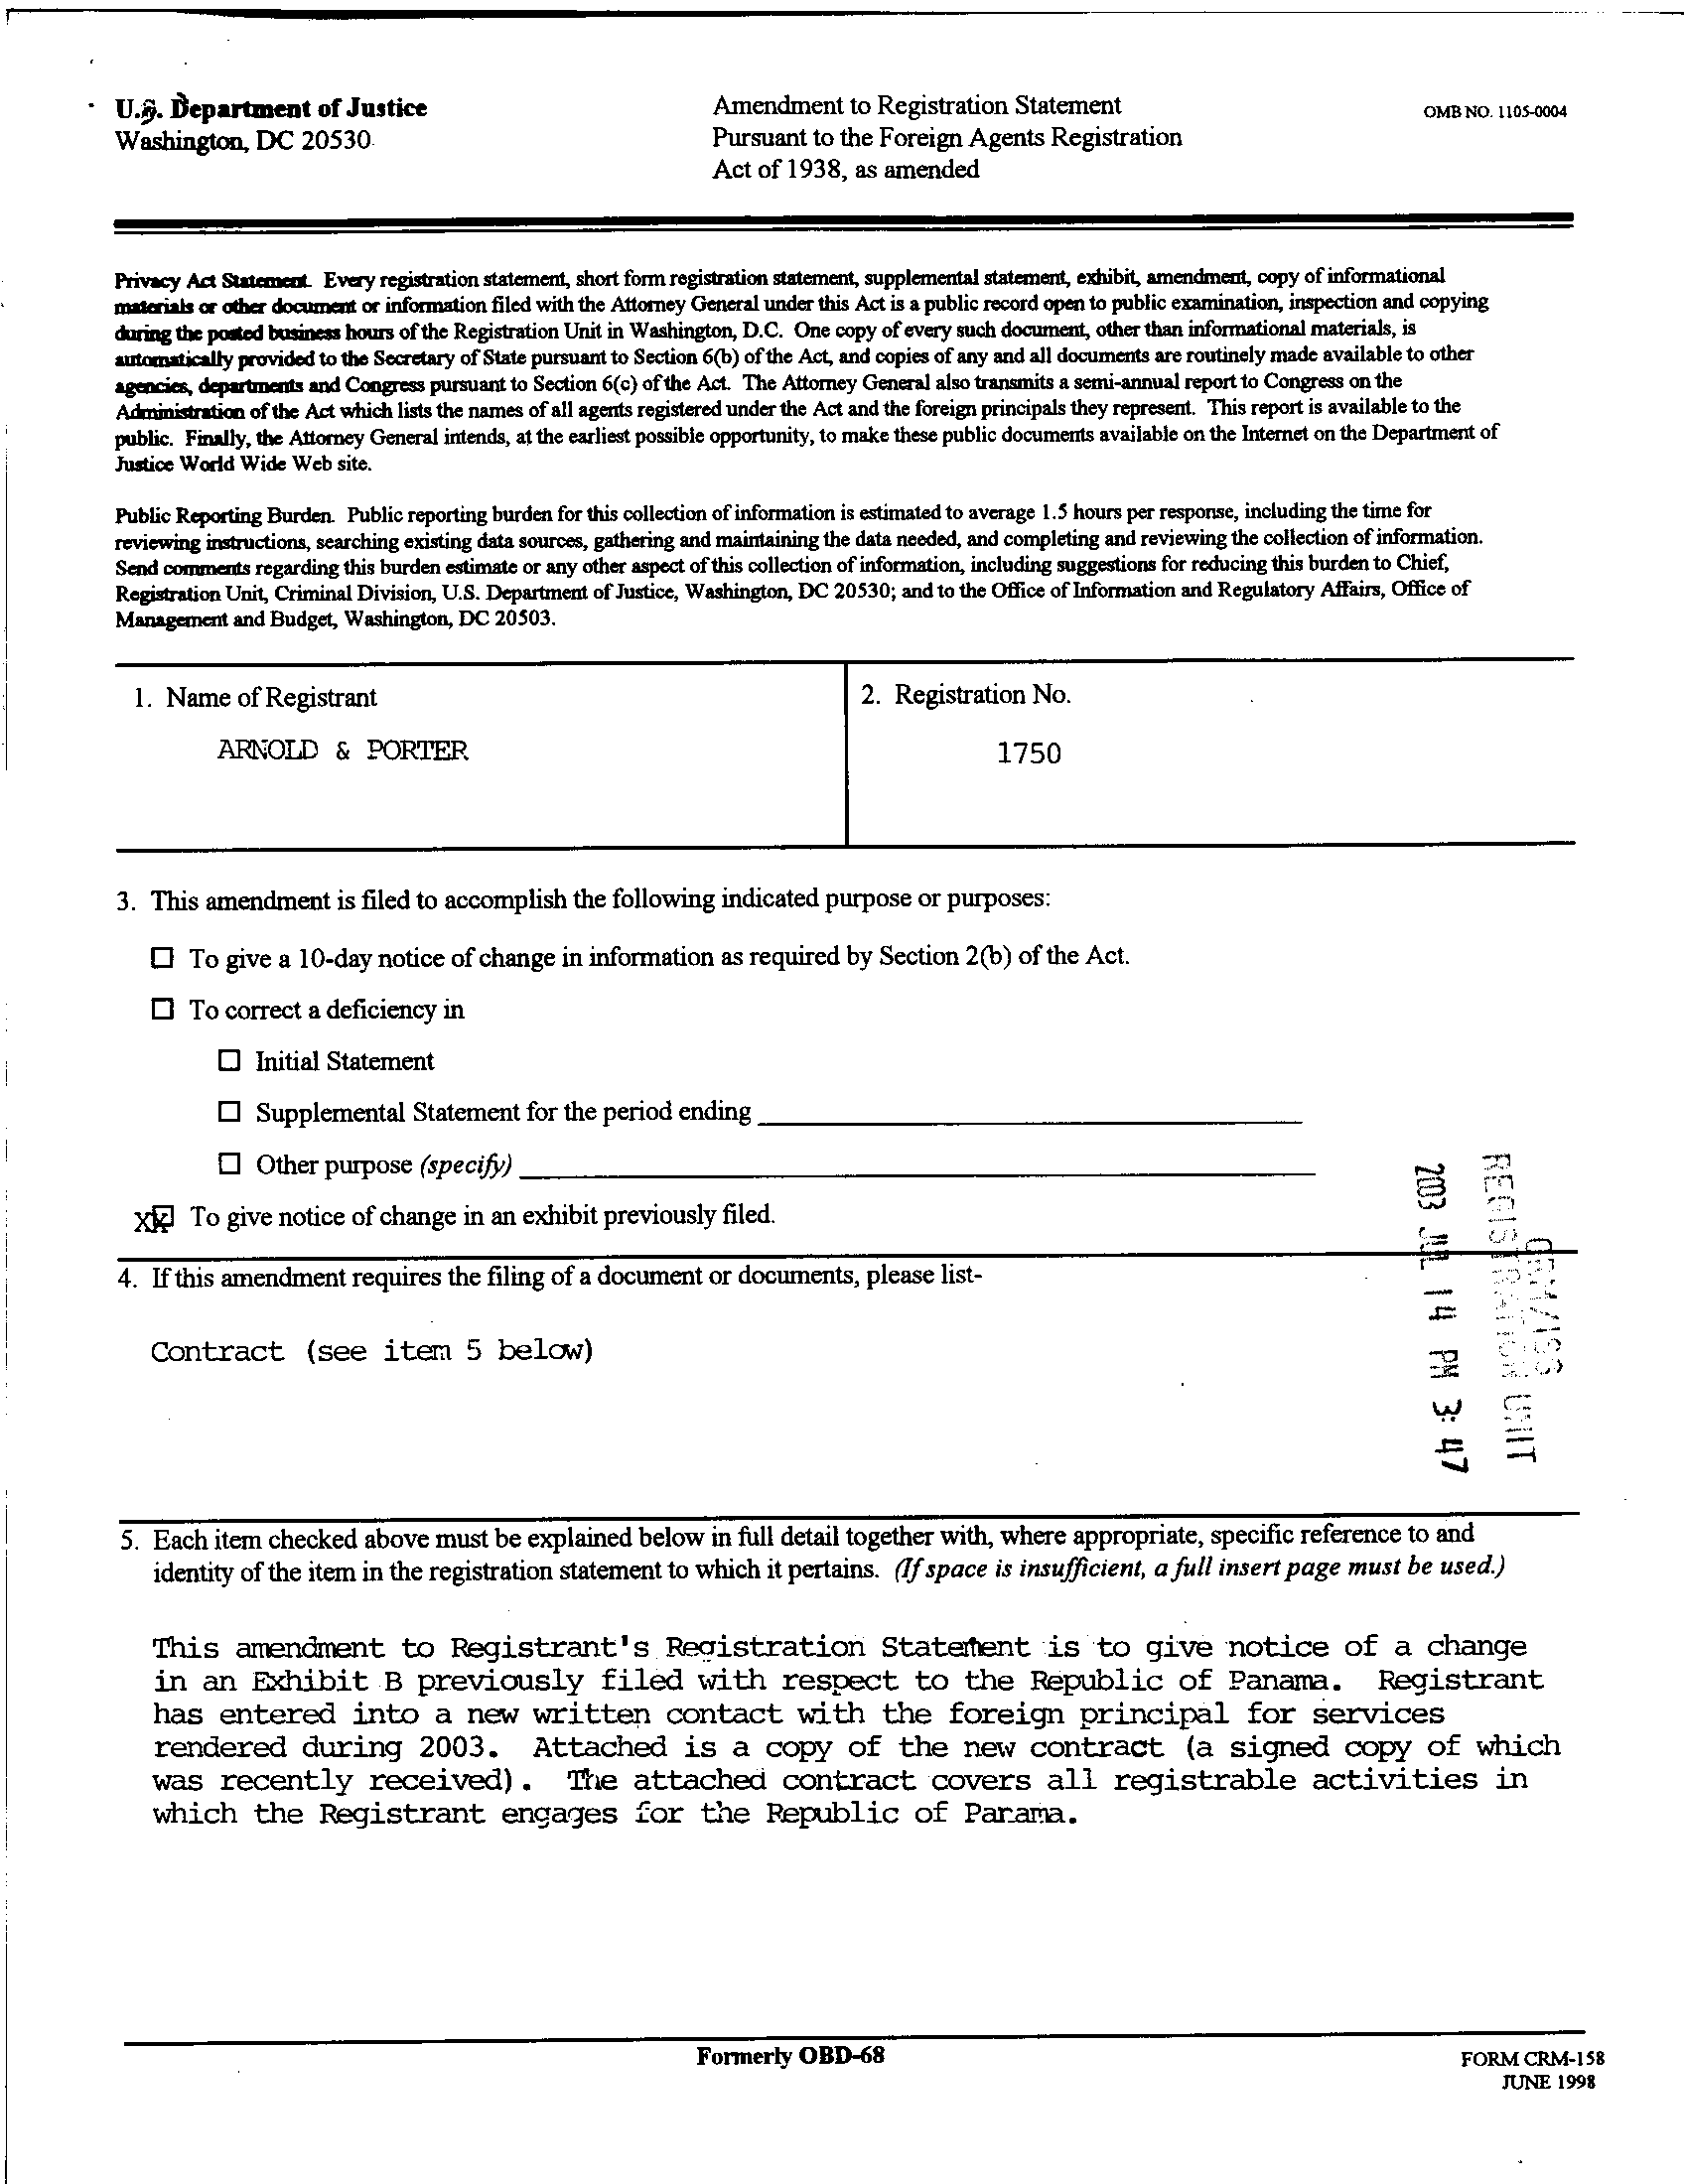 U.S. Department of Justice
Washington, DC 20530
Amendment to Registration Statement
Pursuant to the Foreign Agents Registration
Act of 1938, as amended
OMB NO. 1105-0004
Privacy Act Statement. Every registration statement, short form registration statement, supplemental statement, exhibit, amendment, copy of informational
materials or other document or information filed with the Attorney General under this Act is a public record open to public examination, inspection and copying
during the posted business hours of the Registration Unit in Washington, D.C. One copy of every such document, other than informational materials, is
automatically provided to the Secretary of State pursuant to Section 6(b) of the Act, and copies of any and all documents are routinely made available to other
agencies, departments and Congress pursuant to Section 6(c) of the Act. The Attorney General also transmits a semi-annual report to Congress on the
Administration of the Act which lists the names of all agents registered under the Act and the foreign principals they represent. This report is available to the
public. Finally, the Attorney General intends, at the earliest possible opportunity, to make these public documents available on the Internet on the Department of
Justice World Wide Web site.
Public Reporting Burden. Public reporting burden for this collection of information is estimated to average 1.5 hours per response, including the time for
reviewing instructions, searching existing data sources, gathering and maintaining the data needed, and completing and reviewing the collection of information.
Send comments regarding this burden estimate or any other aspect of this collection of information, including suggestions for reducing this burden to Chief,
Registration Unit, Criminal Division, U.S. Department of Justice, Washington, DC 20530; and to the Office of Information and Regulatory Affairs, Office of
Management and Budget, Washington, DC 20503.
1. Name of Registrant
ARNOLD & PORTER
2. Registration No.
1750
3. This amendment is filed to accomplish the following indicated purpose or purposes:
☐ To give a 10-day notice of change in information as required by Section 2(b) of the Act.
☐ To correct a deficiency in
☐ Initial Statement
☐ Supplemental Statement for the period ending
☐ Other purpose (specify)
xx To give notice of change in an exhibit previously filed.
4. If this amendment requires the filing of a document or documents, please list-
Contract (see item 5 below)
CRM/ISS
REGISTRATION UNIT
2003 JUL 14 PM 3:47
5. Each item checked above must be explained below in full detail together with, where appropriate, specific reference to and
identity of the item in the registration statement to which it pertains. (If space is insufficient, a full insert page must be used.)
This amendment to Registrant's Registration Statement is to give notice of a change
in an Exhibit B previously filed with respect to the Republic of Panama. Registrant
has entered into a new written contact with the foreign principal for services
rendered during 2003. Attached is a copy of the new contract (a signed copy of which
was recently received). The attached contract covers all registrable activities in
which the Registrant engages for the Republic of Panama.
Formerly OBD-68
FORM CRM-158
JUNE 1998